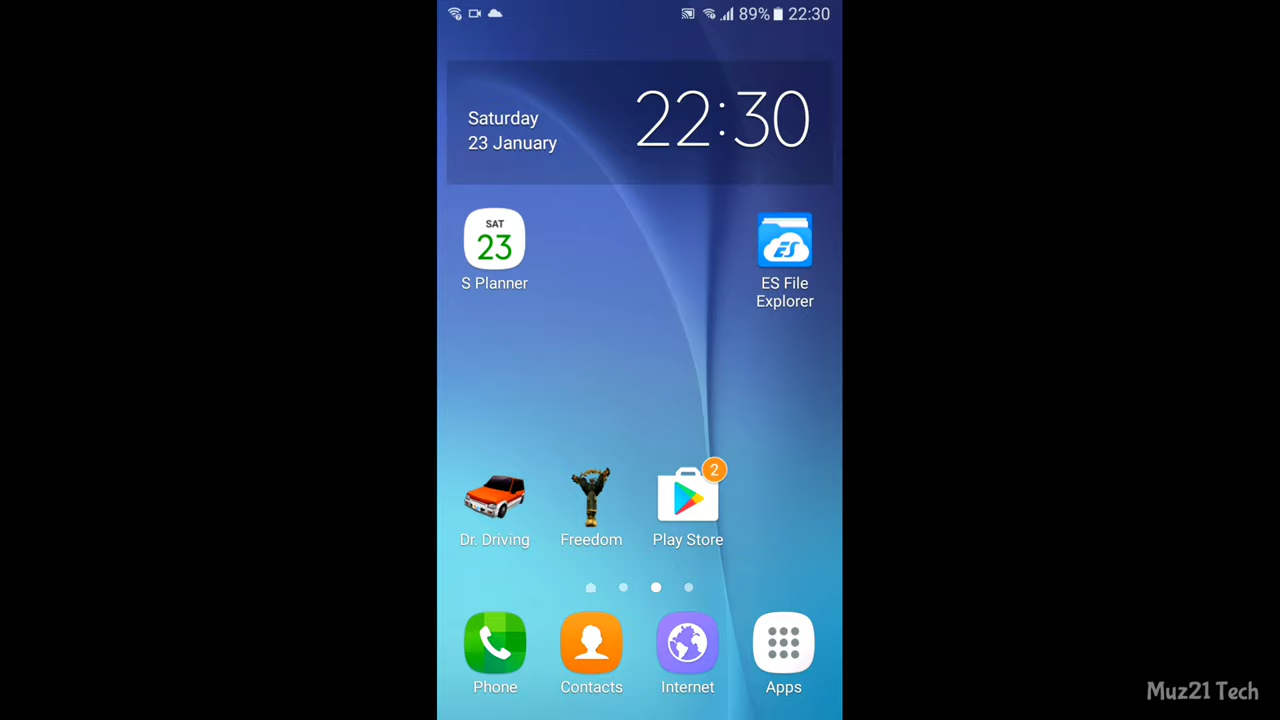 89% 22:30
Saturday
23 January
22:30
SAT
23
S Planner
ES
ES File
Explorer
Dr. Driving
Freedom
2
Play Store
Phone
Contacts
Internet
Apps
Muz21 Tech